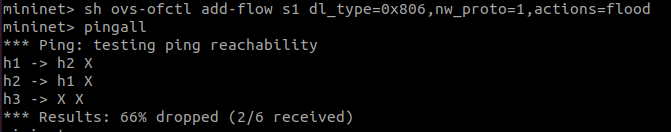 mininet> sh ovs-ofctl add-flow s1 dl_type=0x806,nw_proto=1,actions=flood
mininet> pingall
*** Ping: testing ping reachability
h1 -> h2 X
h2 -> h1 X
h3 -> X X
*** Results: 66% dropped (2/6 received)